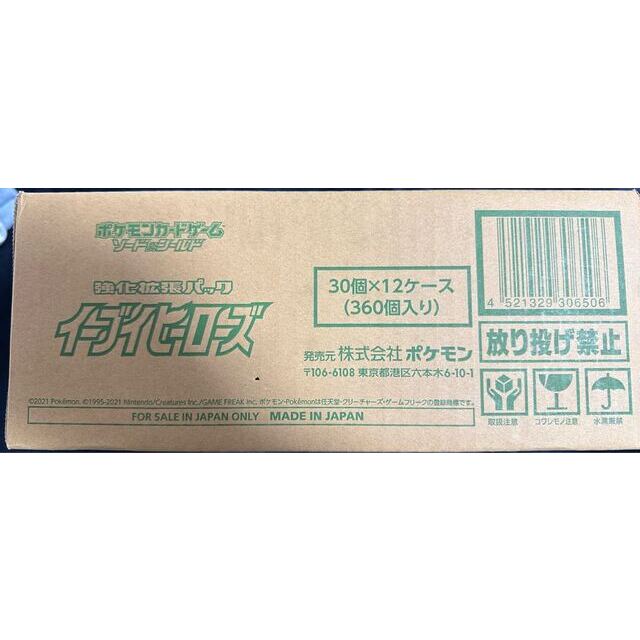 ポケモンカードゲーム
ソード&シールド
強化拡張パック
イーブイヒーローズ
30個×12ケース
(360個入り)
発売元 株式会社 ポケモン
〒106-6108 東京都港区六本木6-10-1
4 521329 306506
放り投げ禁止
取扱注意
コワレモノ注意
水濡厳禁
©2021 Pokémon. ©1995-2021 Nintendo/Creatures Inc./GAME FREAK inc. ポケモン・Pokémonは任天堂・クリーチャーズ・ゲームフリークの登録商標です。
FOR SALE IN JAPAN ONLY MADE IN JAPAN